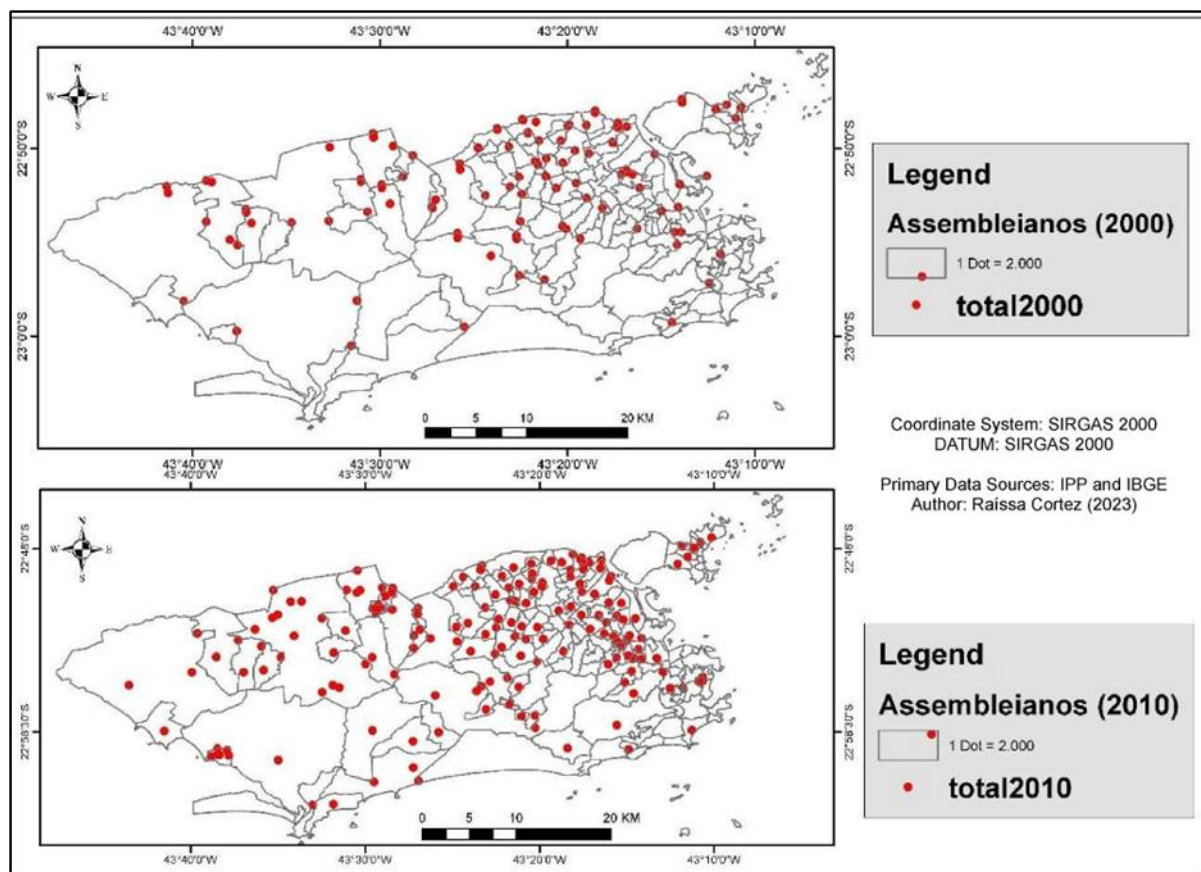 43°40'0"W 43°30'0"W 43°20'0"W 43°10'0"W
N
W E
S
22°50'0"S
22°50'0"S
23°0'0"S
23°0'0"S
0 5 10 20 KM
43°40'0"W 43°30'0"W 43°20'0"W 43°10'0"W
Legend
Assembleianos (2000)
1 Dot = 2.000
total2000
Coordinate System: SIRGAS 2000
DATUM: SIRGAS 2000
Primary Data Sources: IPP and IBGE
Author: Raíssa Cortez (2023)
43°40'0"W 43°30'0"W 43°20'0"W 43°10'0"W
N
W E
S
22°48'0"S
22°48'0"S
22°58'30"S
22°58'30"S
0 5 10 20 KM
43°40'0"W 43°30'0"W 43°20'0"W 43°10'0"W
Legend
Assembleianos (2010)
1 Dot = 2.000
total2010